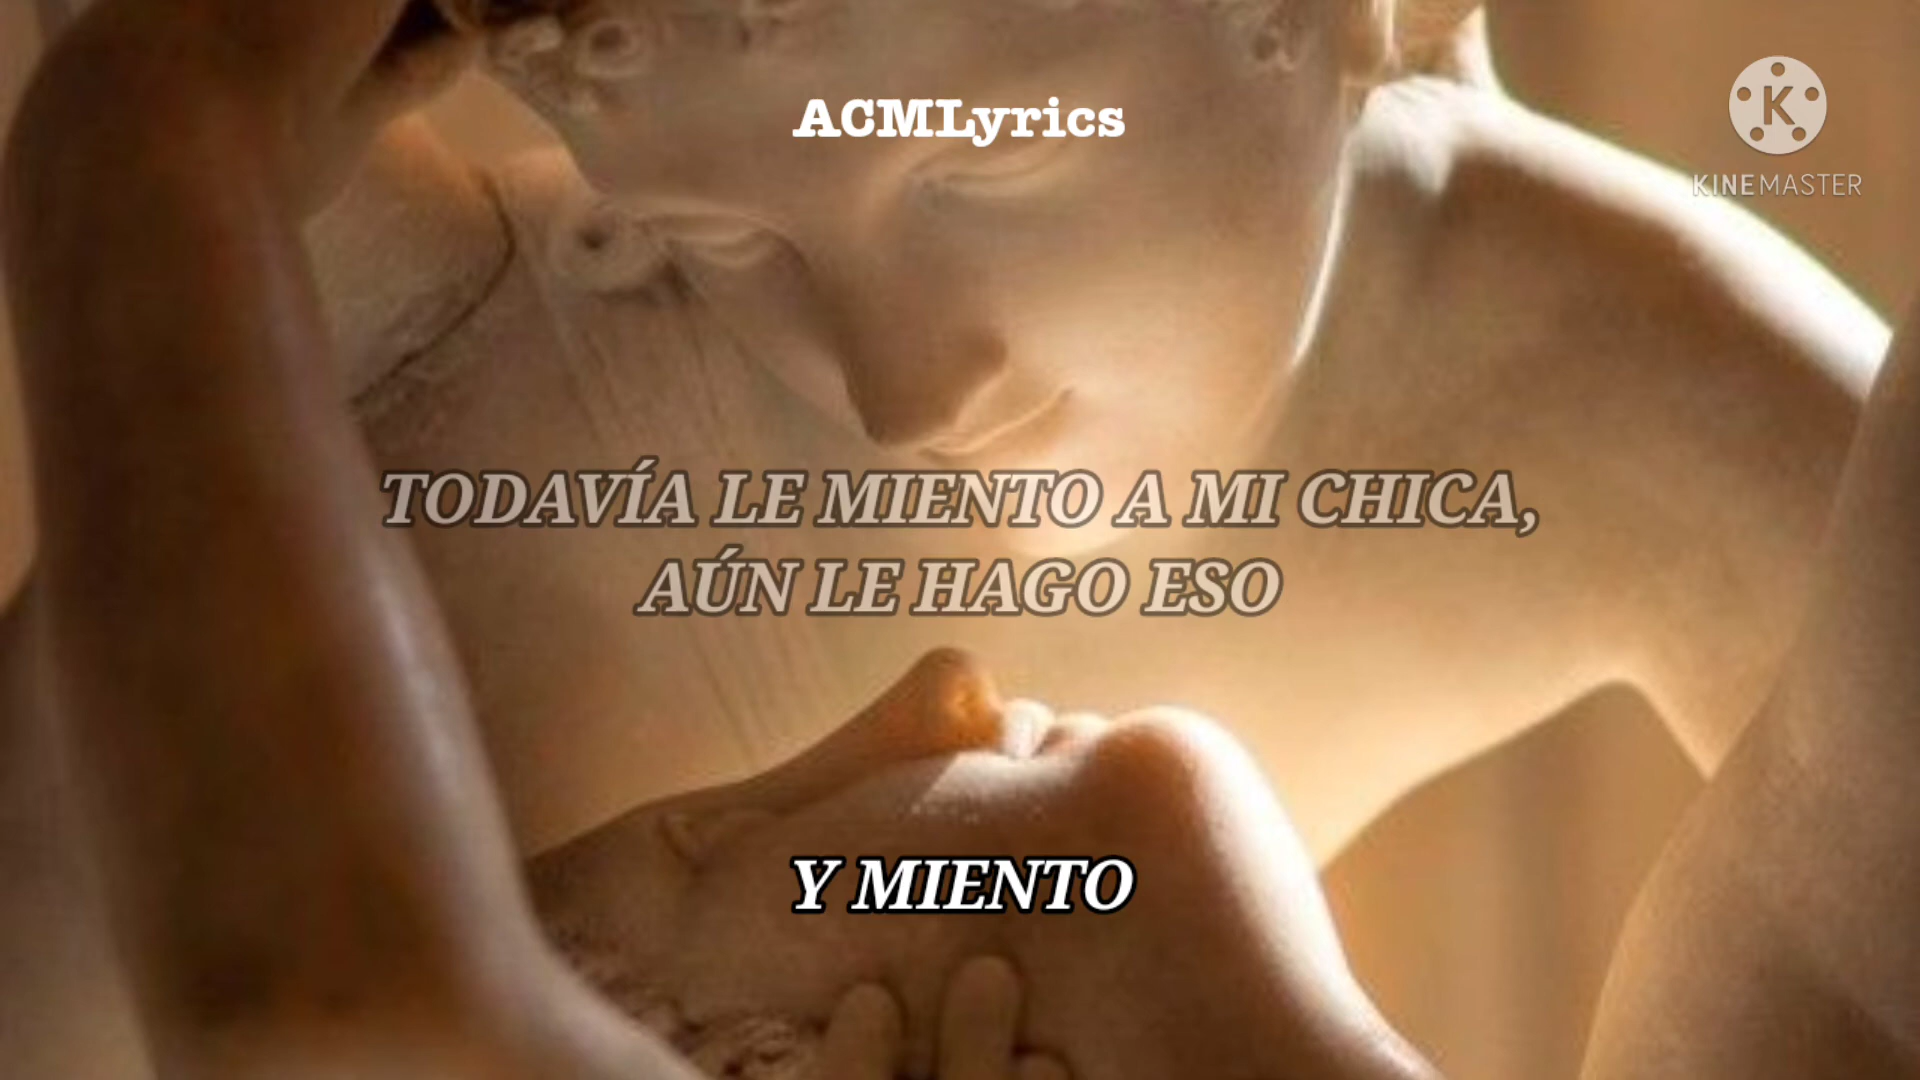 ACMLyrics
K
KINEMASTER
TODAVÍA LE MIENTO A MI CHICA,
AÚN LE HAGO ESO
Y MIENTO